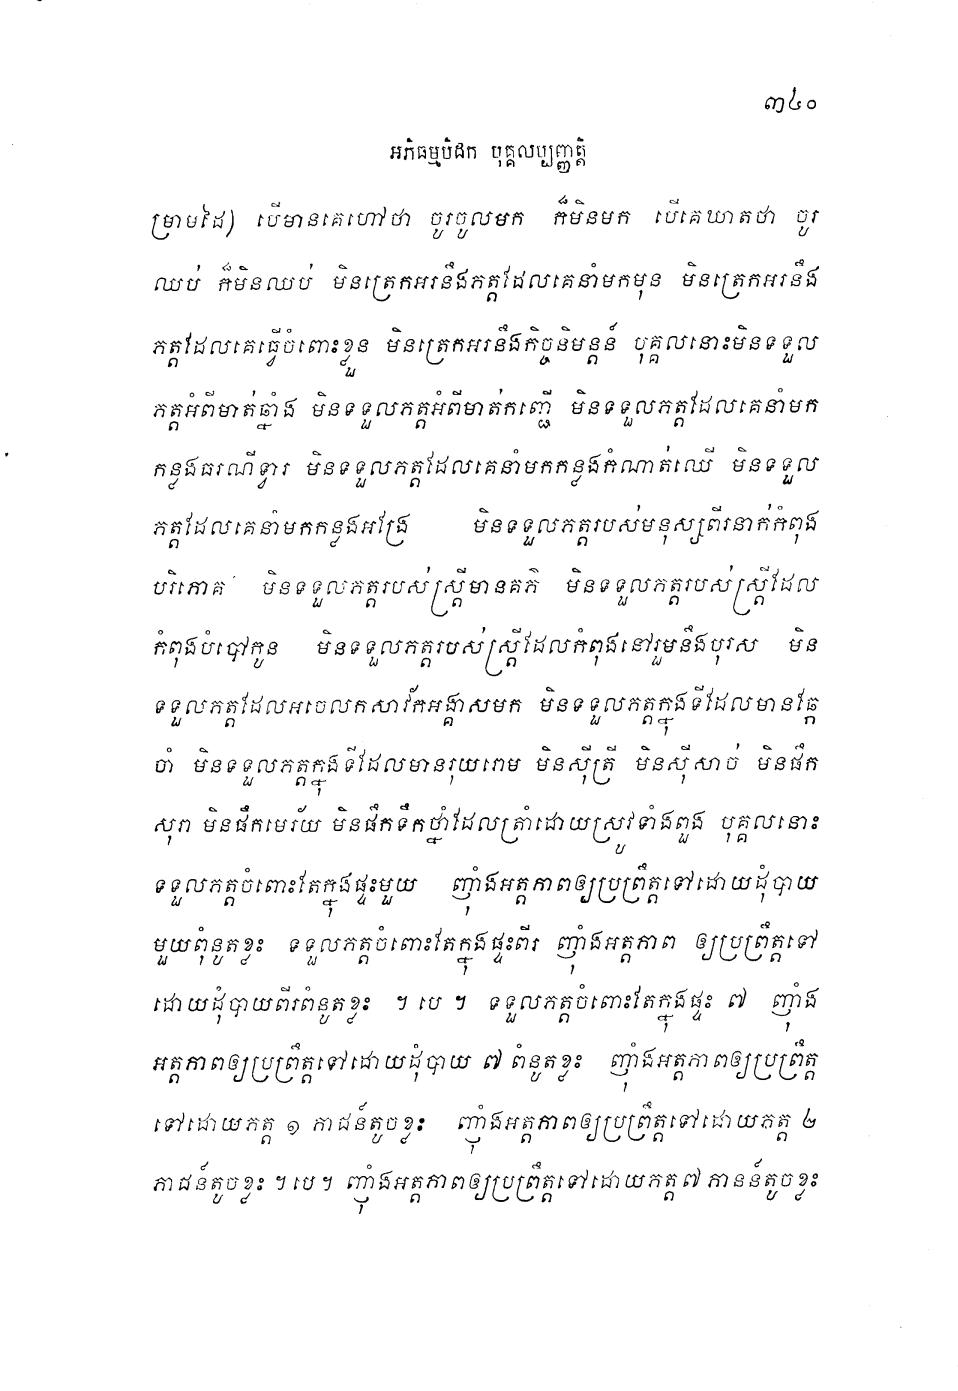 ៣៤០
អភិធម្មបិដក បុគ្គលប្បញ្ញត្តិ
ម្រាមដៃ) បើមានគេហៅថា ចូរចូលមក ក៏មិនមក បើគេឃាតថា ចូរ
ឈប់ ក៏មិនឈប់ មិនត្រេកអរនឹងភត្តដែលគេនាំមកមុន មិនត្រេកអរនឹង
ភត្តដែលគេធ្វើចំពោះខ្លួន មិនត្រេកអរនឹងកិច្ចនិមន្តន៍ បុគ្គលនោះមិនទទួល
ភត្តអំពីមាត់ឆ្នាំង មិនទទួលភត្តអំពីមាត់កញ្ជើ មិនទទួលភត្តដែលគេនាំមក
កន្លងធរណីទ្វារ មិនទទួលភត្តដែលគេនាំមកកន្លងកំណាត់ឈើ មិនទទួល
ភត្តដែលគេនាំមកកន្លងអង្រែ មិនទទួលភត្តរបស់មនុស្សពីរនាក់កំពុង
បរិភោគ មិនទទួលភត្តរបស់ស្ត្រីមានគភ៌ មិនទទួលភត្តរបស់ស្ត្រីដែល
កំពុងបំបៅកូន មិនទទួលភត្តរបស់ស្ត្រីដែលកំពុងនៅរួមនឹងបុរស មិន
ទទួលភត្តដែលអចេលកសាវ័កអង្គាសមក មិនទទួលភត្តក្នុងទីដែលមានឆ្កែ
ចាំ មិនទទួលភត្តក្នុងទីដែលមានរុយរោម មិនស៊ីត្រី មិនស៊ីសាច់ មិនផឹក
សុរា មិនផឹកមេរ័យ មិនផឹកទឹកថ្នាំដែលត្រាំដោយស្រូវទាំងពួង បុគ្គលនោះ
ទទួលភត្តចំពោះតែក្នុងផ្ទះមួយ ញ៉ាំងអត្តភាពឲ្យប្រព្រឹត្តទៅដោយដុំបាយ
មួយពុំនូតខ្លះ ទទួលភត្តចំពោះតែក្នុងផ្ទះពីរ ញ៉ាំងអត្តភាព ឲ្យប្រព្រឹត្តទៅ
ដោយដុំបាយពីរពំនូតខ្លះ ។ បេ ។ ទទួលភត្តចំពោះតែក្នុងផ្ទះ ៧ ញ៉ាំង
អត្តភាពឲ្យប្រព្រឹត្តទៅដោយដុំបាយ ៧ ពំនូតខ្លះ ញ៉ាំងអត្តភាពឲ្យប្រព្រឹត្ត
ទៅដោយភត្ត ១ ភាជន៍តូចខ្លះ ញ៉ាំងអត្តភាពឲ្យប្រព្រឹត្តទៅដោយភត្ត ២
ភាជន៍តូចខ្លះ ។ បេ ។ ញ៉ាំងអត្តភាពឲ្យប្រព្រឹត្តទៅដោយភត្ត ៧ ភានន៍តូចខ្លះ